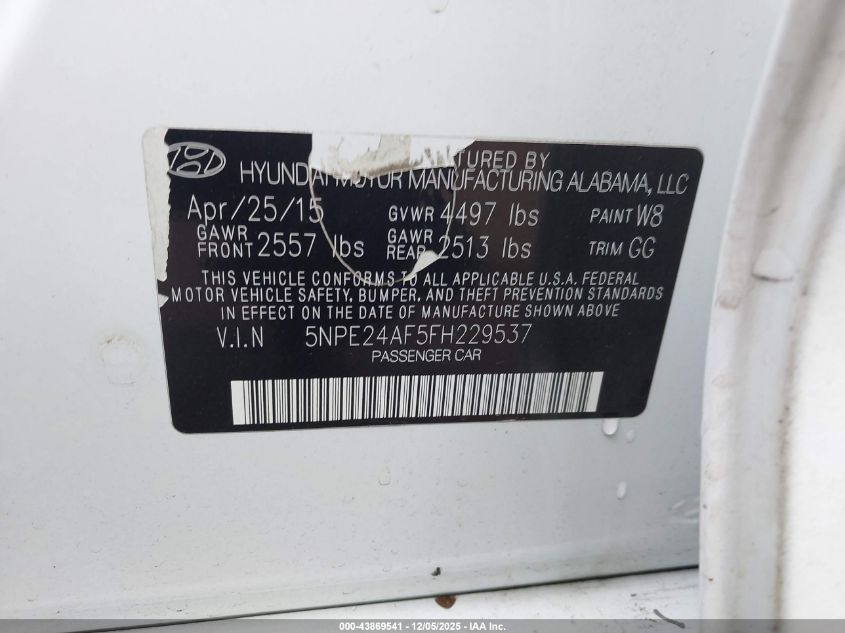 TURED BY
HYUNDAI MOTOR MANUFACTURING ALABAMA, LLC
Apr/25/15 GVWR 4497 lbs PAINT W8
GAWR FRONT 2557 lbs GAWR REAR 2513 lbs TRIM GG
THIS VEHICLE CONFORMS TO ALL APPLICABLE U.S.A. FEDERAL
MOTOR VEHICLE SAFETY, BUMPER, AND THEFT PREVENTION STANDARDS
IN EFFECT ON THE DATE OF MANUFACTURE SHOWN ABOVE.
V.I.N 5NPE24AF5FH229537
PASSENGER CAR
000-43869541 - 12/05/2025 - © IAA Inc.